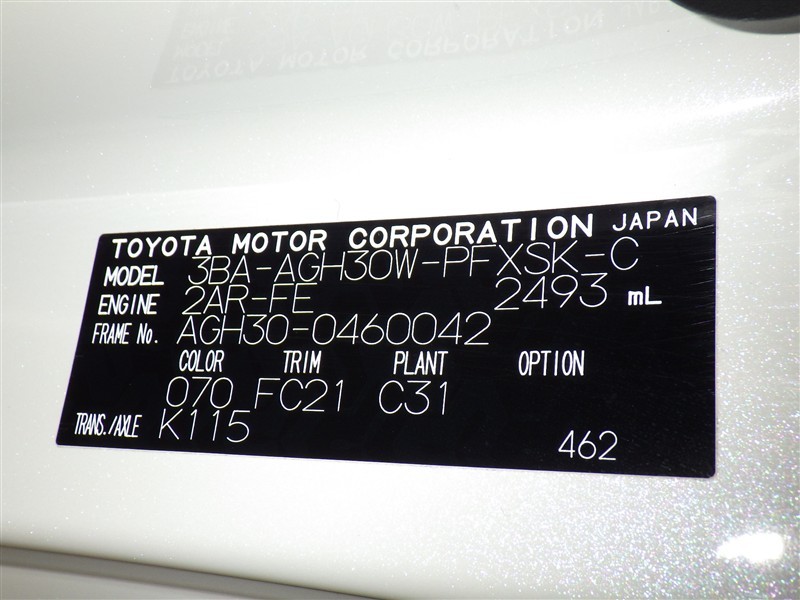 TOYOTA MOTOR CORPORATION JAPAN
MODEL 3BA-AGH30W-PFXSK-C
ENGINE 2AR-FE 2493 mL
FRAME No. AGH30-0460042
COLOR TRIM PLANT OPTION
070 FC21 C31
TRANS./AXLE K115
462